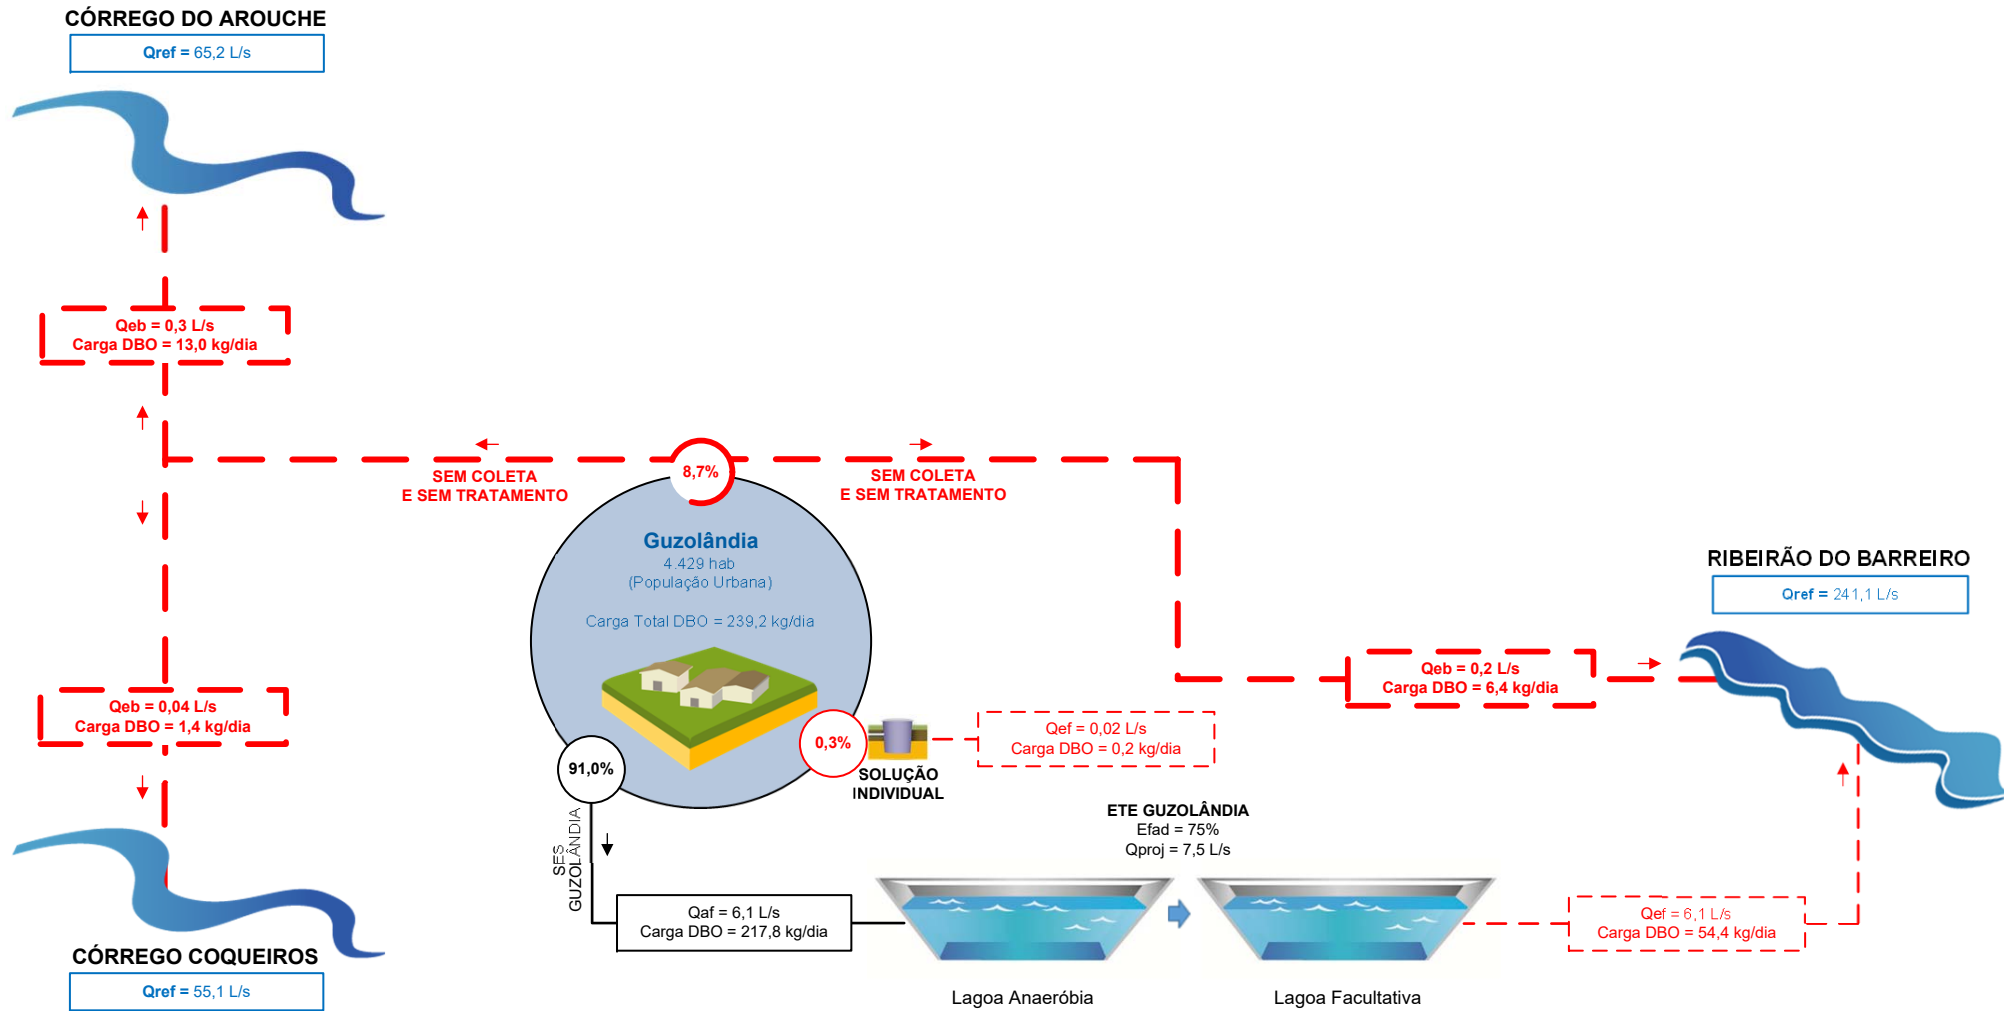 CÓRREGO DO AROUCHE
Qref = 65,2 L/s
Qeb = 0,3 L/s
Carga DBO = 13,0 kg/dia
SEM COLETA
E SEM TRATAMENTO
8,7%
SEM COLETA
E SEM TRATAMENTO
Guzolândia
4.429 hab
(População Urbana)
Carga Total DBO = 239,2 kg/dia
RIBEIRÃO DO BARREIRO
Qref = 241,1 L/s
Qeb = 0,2 L/s
Carga DBO = 6,4 kg/dia
Qeb = 0,04 L/s
Carga DBO = 1,4 kg/dia
0,3%
SOLUÇÃO
INDIVIDUAL
Qef = 0,02 L/s
Carga DBO = 0,2 kg/dia
91,0%
SES
GUZOLÂNDIA
ETE GUZOLÂNDIA
Efad = 75%
Qproj = 7,5 L/s
Qaf = 6,1 L/s
Carga DBO = 217,8 kg/dia
Qef = 6,1 L/s
Carga DBO = 54,4 kg/dia
Lagoa Anaeróbia
Lagoa Facultativa
CÓRREGO COQUEIROS
Qref = 55,1 L/s